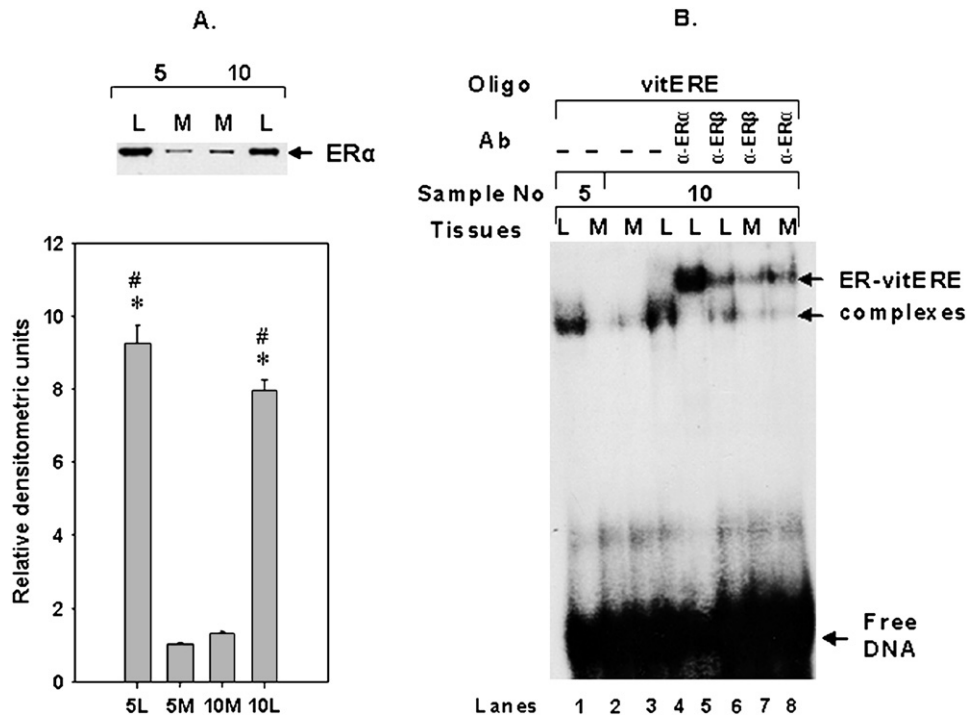 A.
5 10
L M M L
ERα
Relative densitometric units
12
10
8
6
4
2
0
# #
* *
5L 5M 10M 10L
B.
Oligo vitERE
Ab – – – – α-ERα α-ERβ α-ERβ α-ERα
Sample No 5 10
Tissues L M M L L L M M
ER-vitERE
complexes
Free
DNA
Lanes 1 2 3 4 5 6 7 8